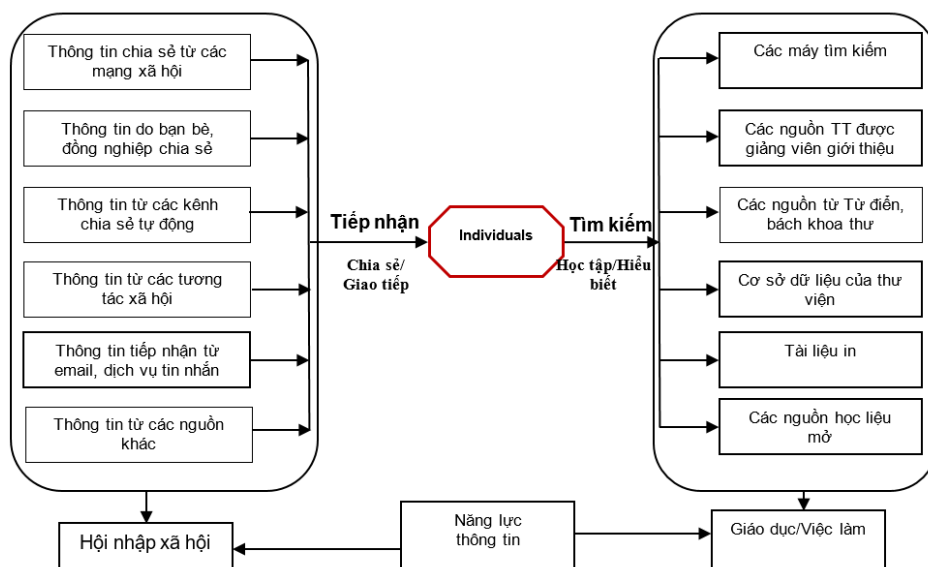 Thông tin chia sẻ từ các
mạng xã hội
Thông tin do bạn bè,
đồng nghiệp chia sẻ
Thông tin từ các kênh
chia sẻ tự động
Thông tin từ các tương
tác xã hội
Thông tin tiếp nhận từ
email, dịch vụ tin nhắn
Thông tin từ các nguồn
khác
Tiếp nhận
Chia sẻ/
Giao tiếp
Individuals
Tìm kiếm
Học tập/Hiểu
biết
Các máy tìm kiếm
Các nguồn TT được
giảng viên giới thiệu
Các nguồn từ Từ điển,
bách khoa thư
Cơ sở dữ liệu của thư
viện
Tài liệu in
Các nguồn học liệu
mở
Hội nhập xã hội
Năng lực
thông tin
Giáo dục/Việc làm